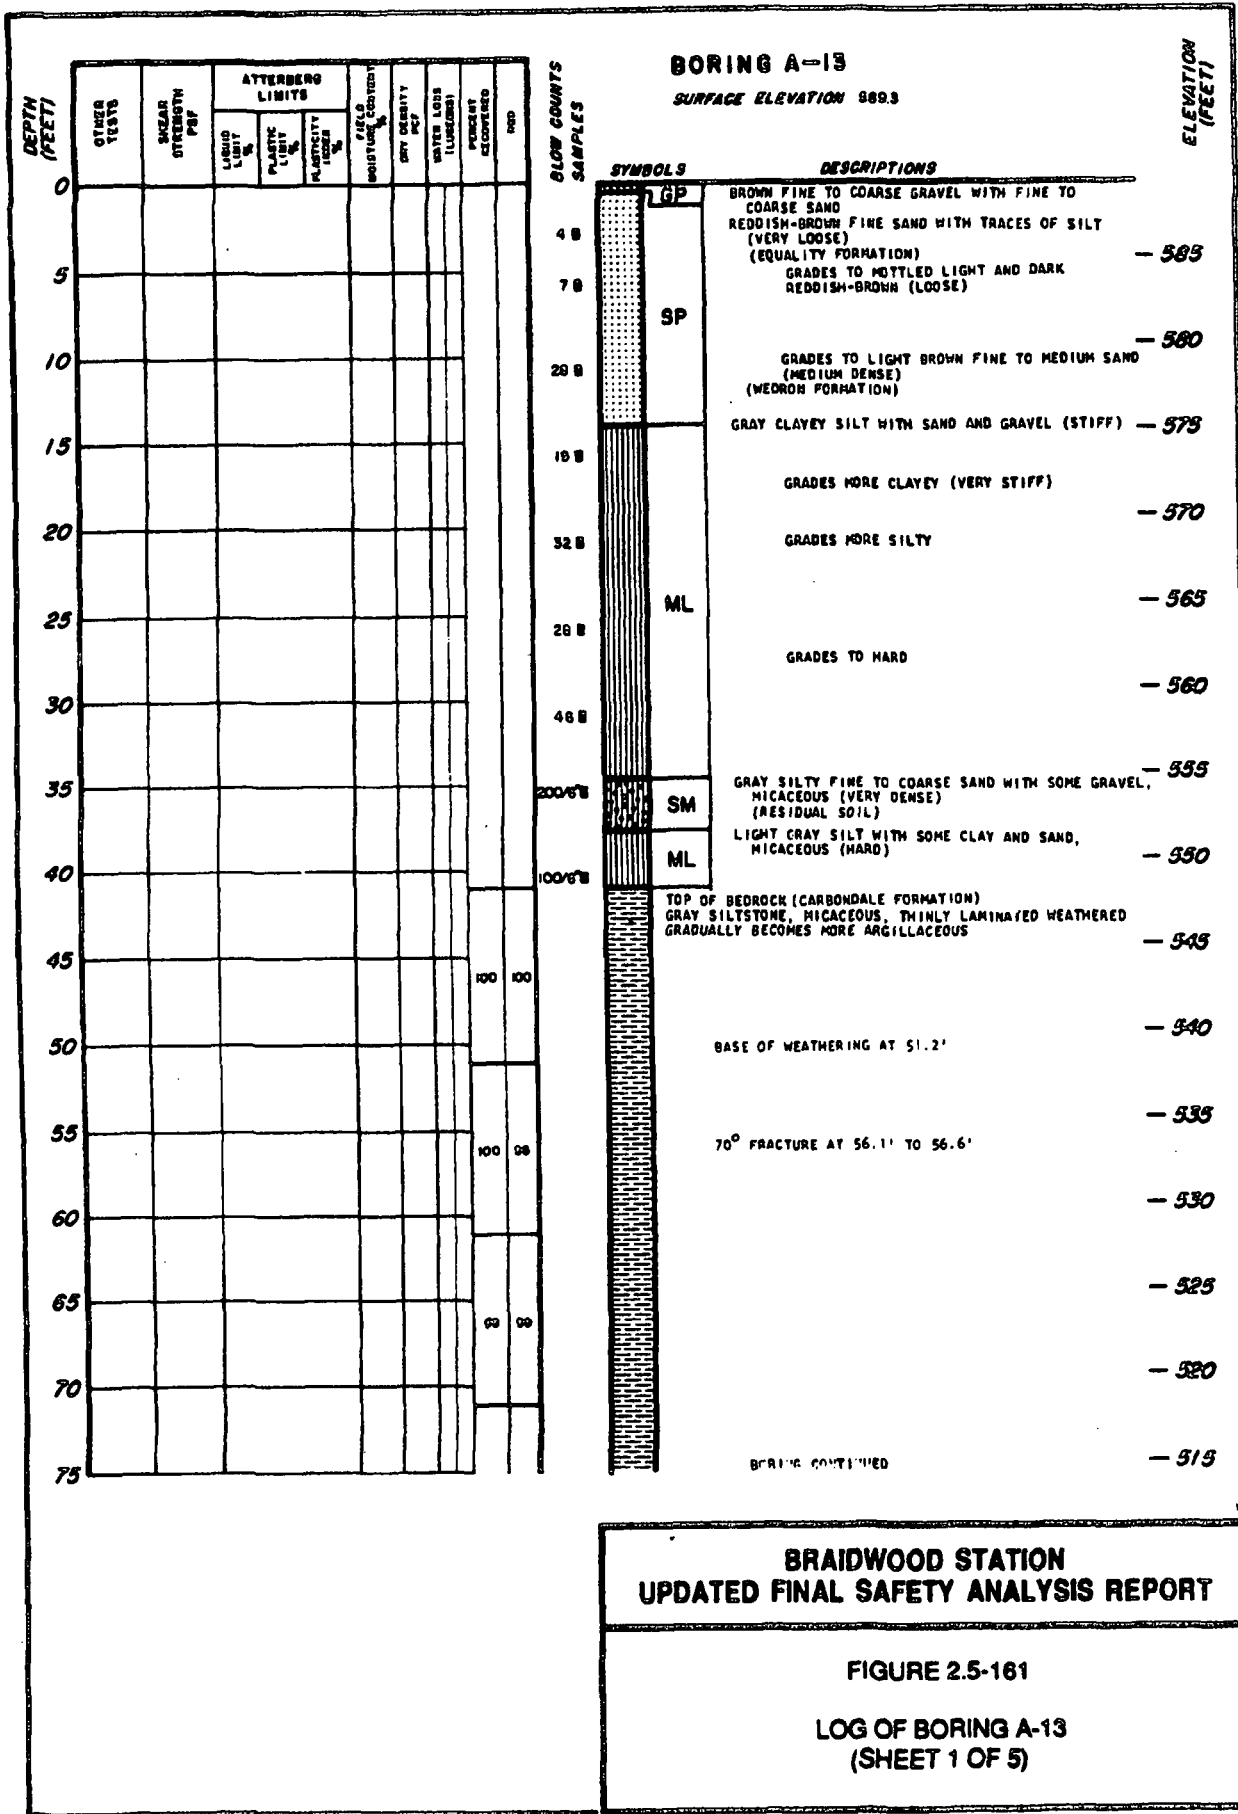 BORING A-13
SURFACE ELEVATION 589.3
DEPTH (FEET)
OTHER TESTS
SHEAR STRENGTH PSF
ATTERBERG LIMITS
LIQUID LIMIT %
PLASTIC LIMIT %
PLASTICITY INDEX %
FIELD MOISTURE CONTENT %
DRY DENSITY PCF
WATER LOSS (LUGEONS)
PERCENT RECOVERED
RQD
BLOW COUNTS
SAMPLES
SYMBOLS
DESCRIPTIONS
ELEVATION (FEET)
0
GP
BROWN FINE TO COARSE GRAVEL WITH FINE TO
COARSE SAND
REDDISH-BROWN FINE SAND WITH TRACES OF SILT
(VERY LOOSE)
(EQUALITY FORMATION)
4
— 585
5
7
GRADES TO MOTTLED LIGHT AND DARK
REDDISH-BROWN (LOOSE)
SP
— 580
10
GRADES TO LIGHT BROWN FINE TO MEDIUM SAND
(MEDIUM DENSE)
(WEDRON FORMATION)
GRAY CLAYEY SILT WITH SAND AND GRAVEL (STIFF)
— 575
15
GRADES MORE CLAYEY (VERY STIFF)
— 570
20
32
GRADES MORE SILTY
ML
— 565
25
GRADES TO HARD
— 560
30
46
— 555
35
200/6"
GRAY SILTY FINE TO COARSE SAND WITH SOME GRAVEL,
MICACEOUS (VERY DENSE)
(RESIDUAL SOIL)
SM
LIGHT GRAY SILT WITH SOME CLAY AND SAND,
MICACEOUS (HARD)
ML
— 550
40
100/6"
TOP OF BEDROCK (CARBONDALE FORMATION)
GRAY SILTSTONE, MICACEOUS, THINLY LAMINATED WEATHERED
GRADUALLY BECOMES MORE ARGILLACEOUS
— 545
45
100 100
— 540
50
BASE OF WEATHERING AT 51.2'
— 535
55
100 98
70° FRACTURE AT 56.1' TO 56.6'
— 530
60
— 525
65
99 99
— 520
70
— 515
75
BORING CONTINUED
BRAIDWOOD STATION
UPDATED FINAL SAFETY ANALYSIS REPORT
FIGURE 2.5-161
LOG OF BORING A-13
(SHEET 1 OF 5)